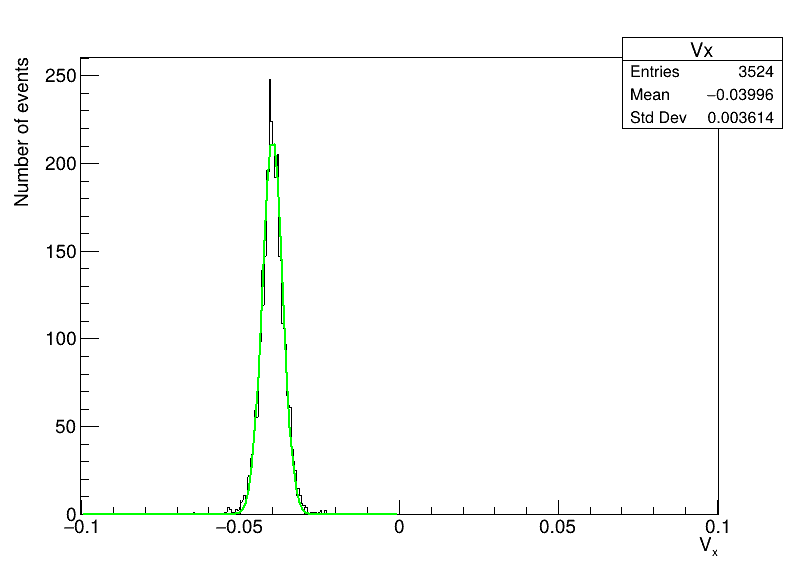 Vx
Entries 3524
Mean −0.03996
Std Dev 0.003614
Number of events
250
200
150
100
50
0
−0.1 −0.05 0 0.05 0.1
Vx